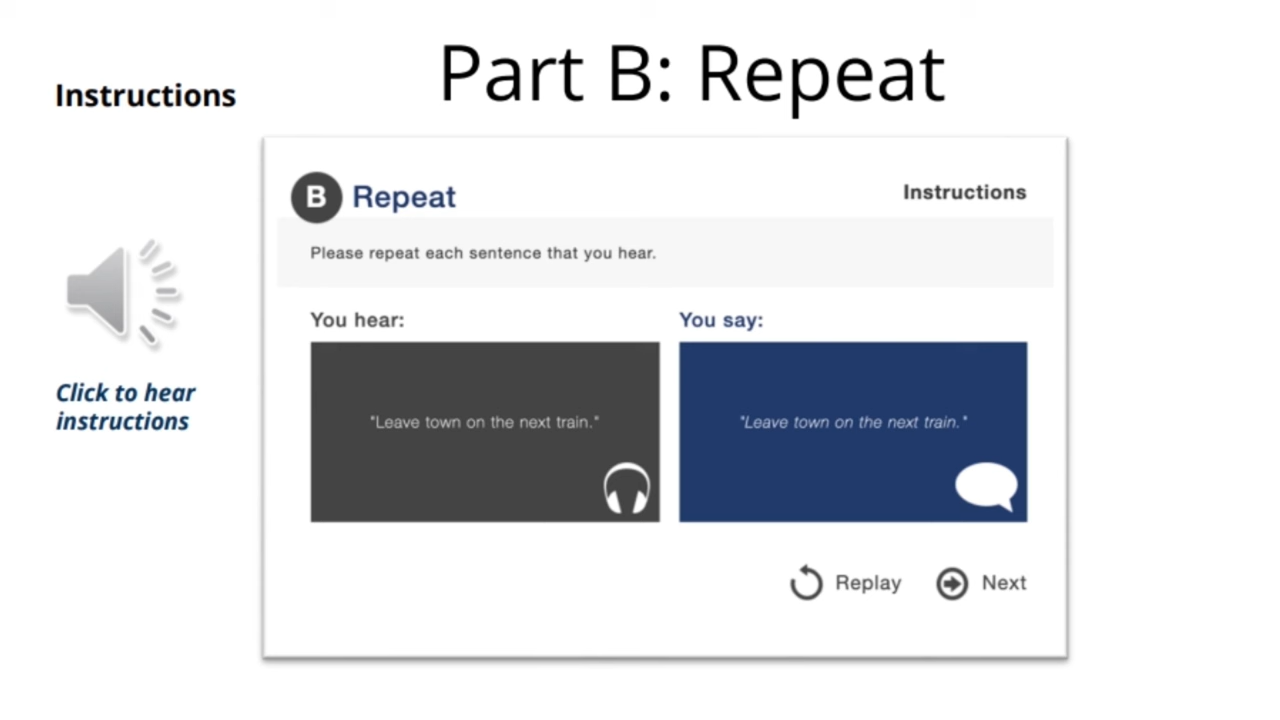 Part B: Repeat
Instructions
B Repeat
Instructions
Please repeat each sentence that you hear.
You hear:
You say:
"Leave town on the next train."
"Leave town on the next train."
Click to hear
instructions
Replay
Next